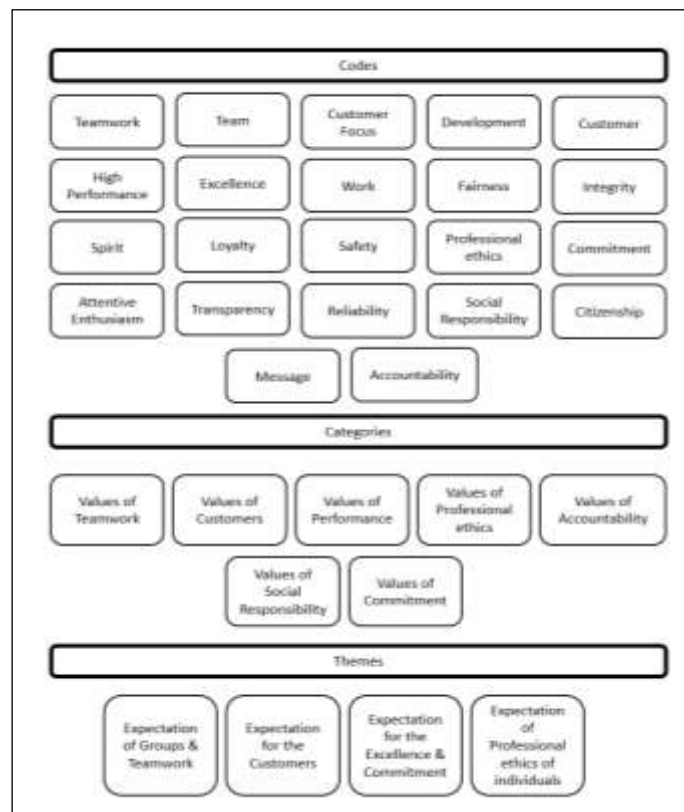 Codes
Teamwork
Team
Customer
Focus
Development
Customer
High
Performance
Excellence
Work
Fairness
Integrity
Spirit
Loyalty
Safety
Professional
ethics
Commitment
Attentive
Enthusiasm
Transparency
Reliability
Social
Responsibility
Citizenship
Message
Accountability
Categories
Values of
Teamwork
Values of
Customers
Values of
Performance
Values of
Professional
ethics
Values of
Accountability
Values of
Social
Responsibility
Values of
Commitment
Themes
Expectation
of Groups &
Teamwork
Expectation
for the
Customers
Expectation
for the
Excellence &
Commitment
Expectation
of
Professional
ethics of
individuals